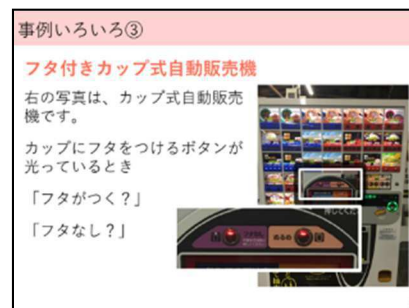 事例いろいろ③
フタ付きカップ式自動販売機
右の写真は、カップ式自動販売
機です。
カップにフタをつけるボタンが
光っているとき
「フタがつく？」
「フタなし？」